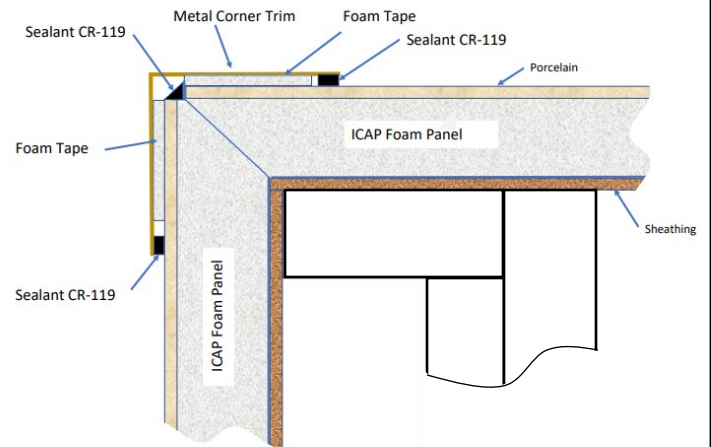 Metal Corner Trim
Foam Tape
Sealant CR-119
Sealant CR-119
Porcelain
ICAP Foam Panel
Foam Tape
Sheathing
Sealant CR-119
ICAP Foam Panel